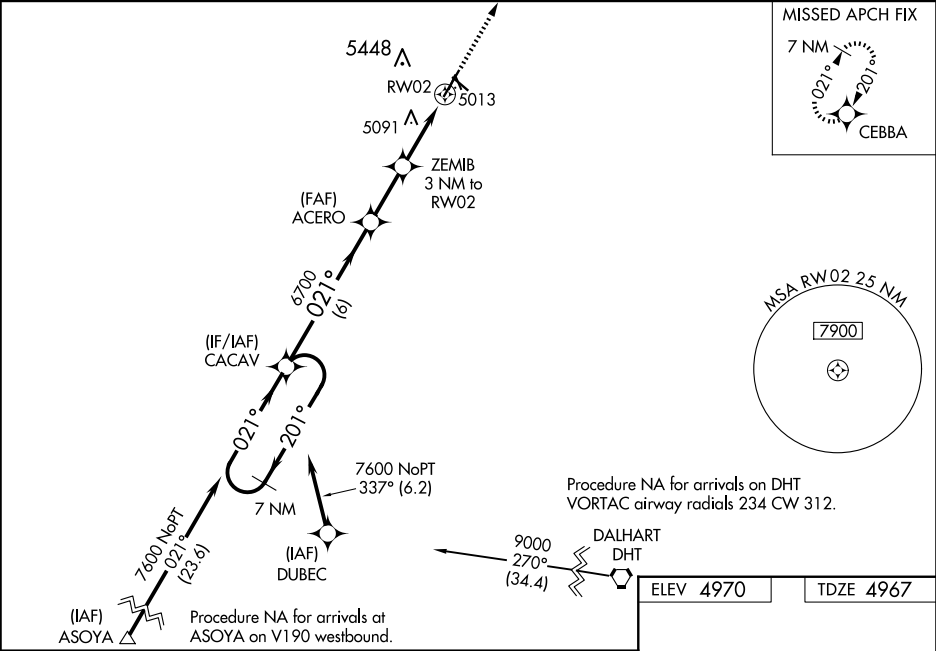 MISSED APCH FIX
7 NM
021°
201°
CEBBA
5448
RW02
5013
5091
ZEMIB
3 NM to
RW02
(FAF)
ACERO
6700
021°
(6)
(IF/IAF)
CACAV
MSA RW02 25 NM
7900
021°
201°
7 NM
7600 NoPT
337° (6.2)
7600 NoPT
021°
(23.6)
(IAF)
DUBEC
Procedure NA for arrivals on DHT
VORTAC airway radials 234 CW 312.
9000
270°
(34.4)
DALHART
DHT
(IAF)
ASOYA
Procedure NA for arrivals at
ASOYA on V190 westbound.
ELEV 4970
TDZE 4967